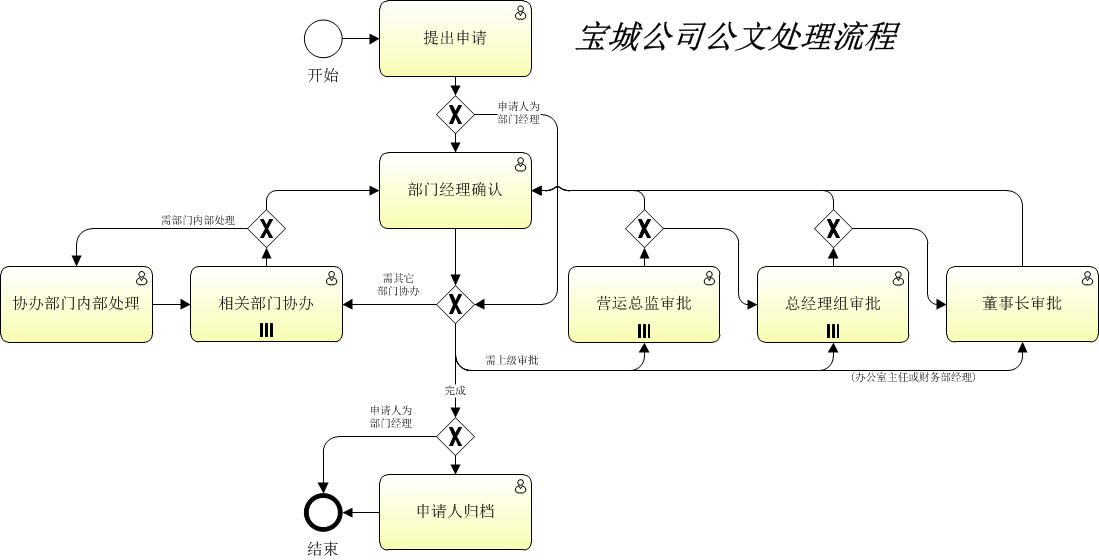 宝城公司公文处理流程
提出申请
开始
申请人为
部门经理
部门经理确认
需部门内部处理
需其它
部门协办
协办部门内部处理
相关部门协办
营运总监审批
总经理组审批
董事长审批
需上级审批
(办公室主任或财务部经理)
完成
申请人为
部门经理
申请人归档
结束